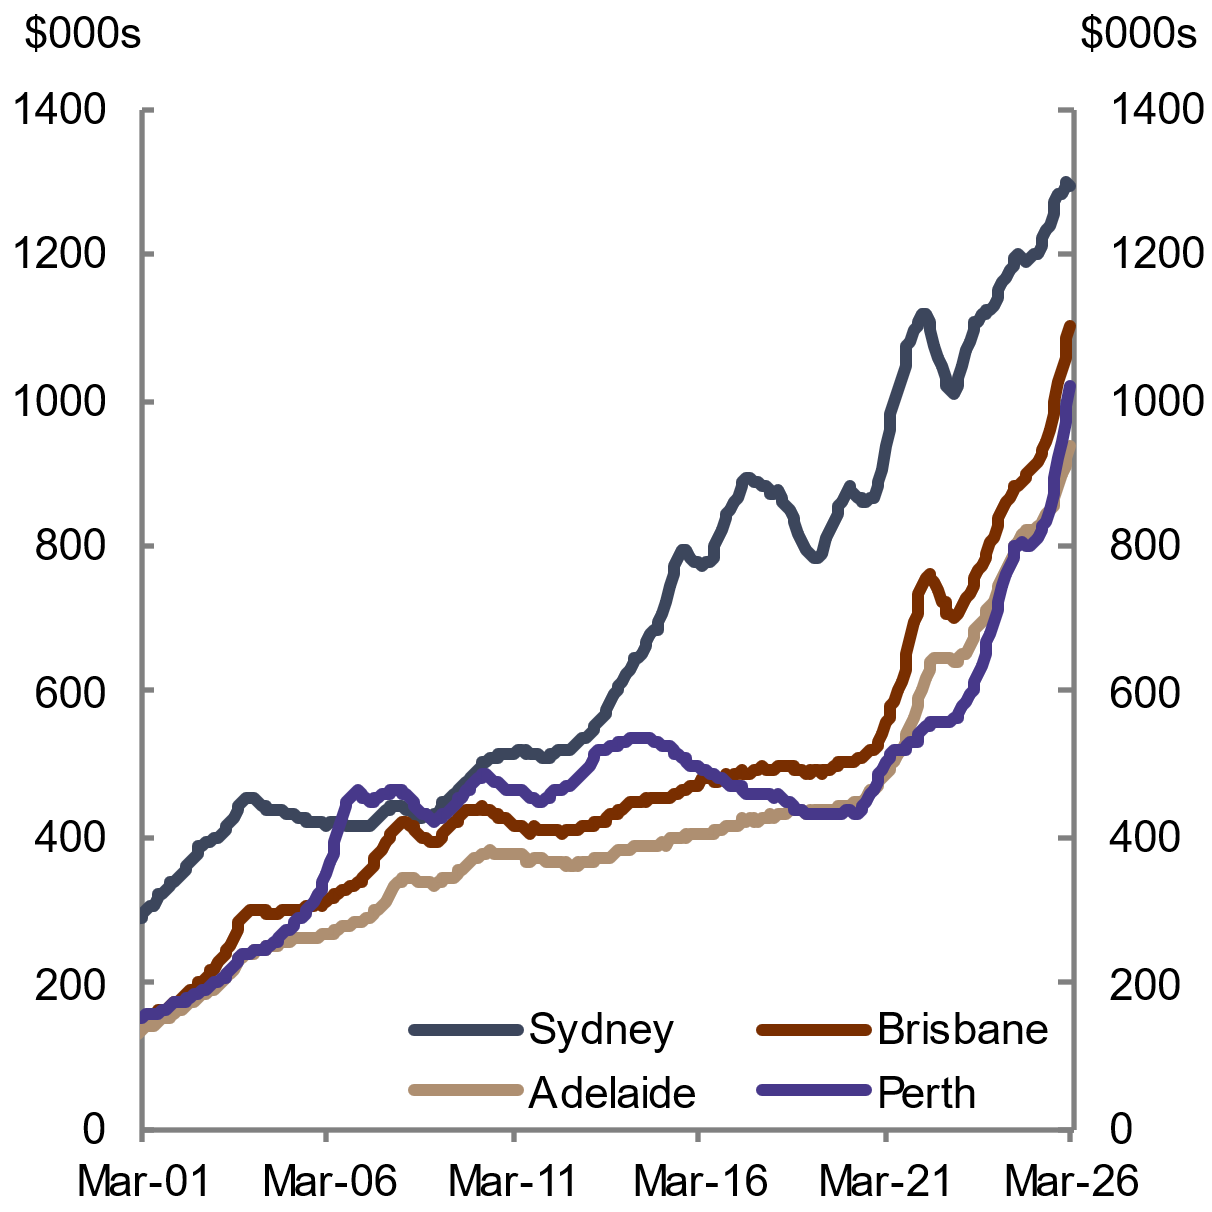 $000s $000s
1400 1400
1200 1200
1000 1000
800 800
600 600
400 400
200 200
Sydney Brisbane
Adelaide Perth
0 0
Mar-01 Mar-06 Mar-11 Mar-16 Mar-21 Mar-26